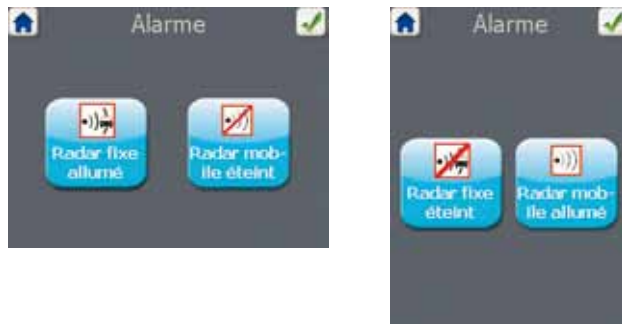 Alarme
Radar fixe
allumé
Radar mob-
ile éteint
Alarme
Radar fixe
éteint
Radar mob-
ile allumé